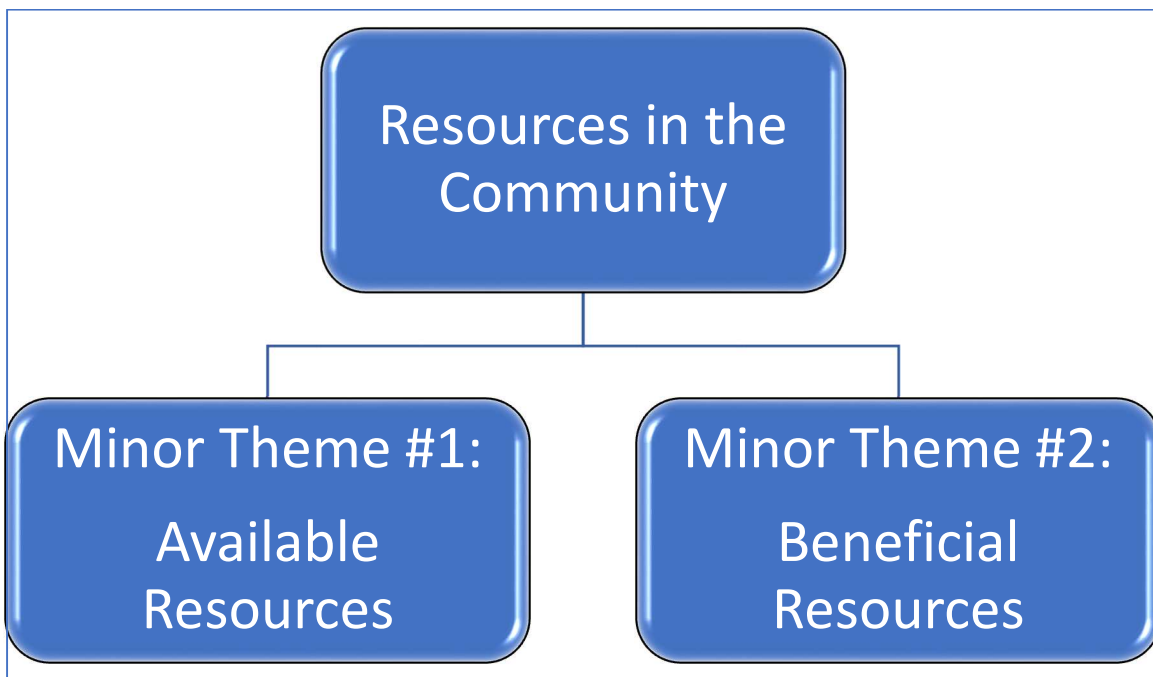 Resources in the
Community
Minor Theme #1:
Available
Resources
Minor Theme #2:
Beneficial
Resources